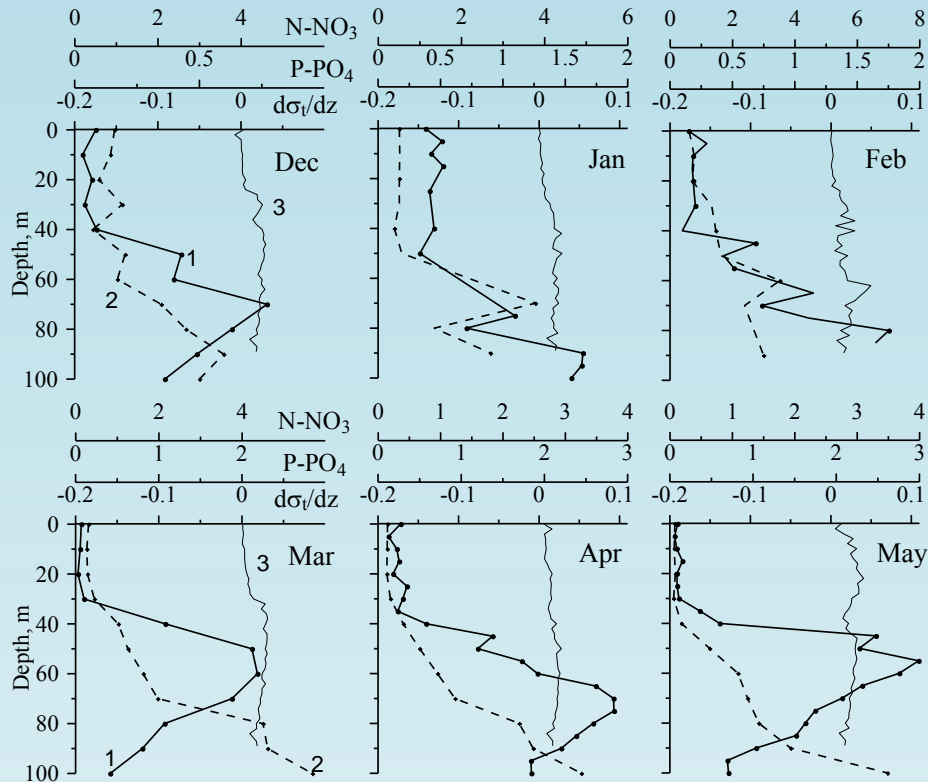 0 2 4 0 2 4 6 0 2 4 6 8
N-NO₃
0 0.5 0 0.5 1 1.5 2 0 0.5 1 1.5 2
P-PO₄
-0.2 -0.1 0 -0.2 -0.1 0 0.1 -0.2 -0.1 0 0.1
dσₜ/dz
0
20
40
60
80
100
Depth, m
Dec
3
1
2
Jan
Feb
0 2 4 0 1 2 3 4 0 1 2 3 4
N-NO₃
0 1 2 0 1 2 3 0 1 2 3
P-PO₄
-0.2 -0.1 0 -0.2 -0.1 0 0.1 -0.2 -0.1 0 0.1
dσₜ/dz
0
20
40
60
80
100
Depth, m
Mar
3
1
2
Apr
May